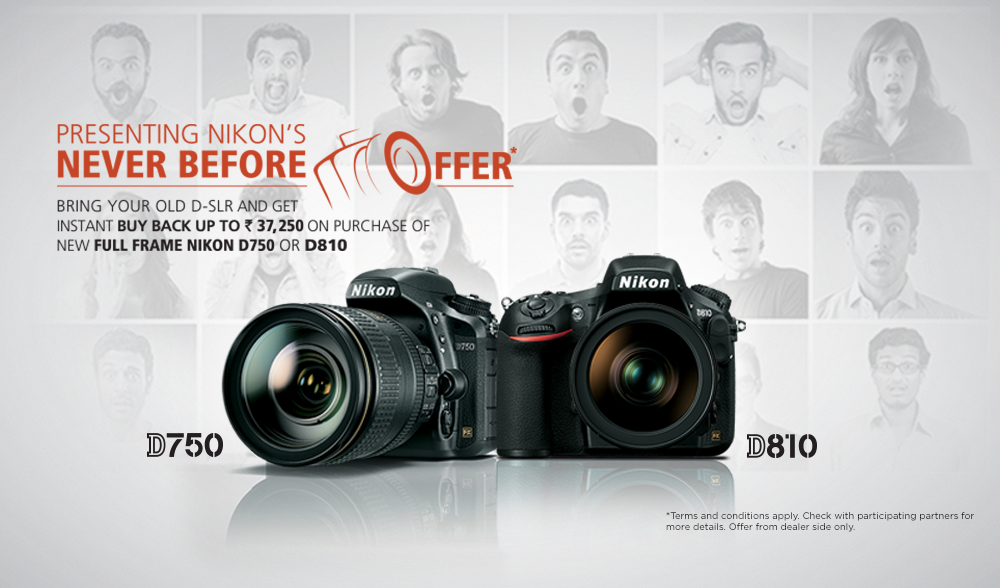 PRESENTING NIKON'S
NEVER BEFORE OFFER*
BRING YOUR OLD D-SLR AND GET
INSTANT BUY BACK UP TO ₹ 37,250 ON PURCHASE OF
NEW FULL FRAME NIKON D750 OR D810
Nikon
D750
FX
Nikon
D810
FX
D750
D810
*Terms and conditions apply. Check with participating partners for
more details. Offer from dealer side only.